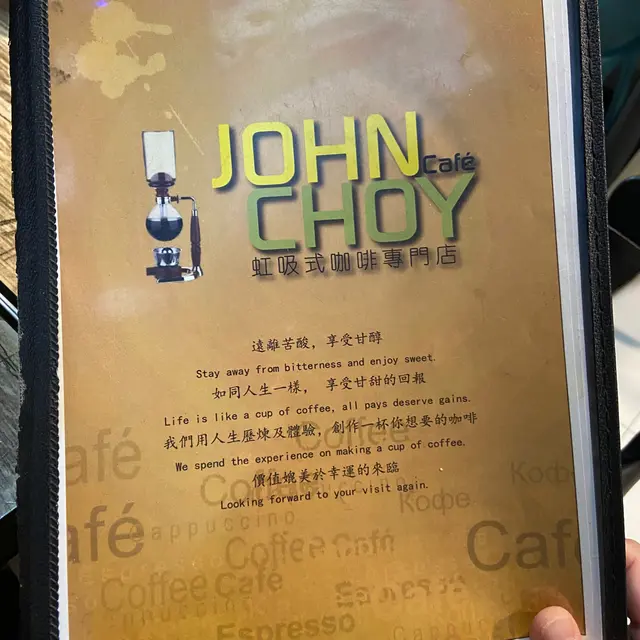 JOHN
Café
CHOY
虹吸式咖啡專門店
遠離苦酸，享受甘醇
Stay away from bitterness and enjoy sweet.
如同人生一樣， 享受甘甜的回報
Life is like a cup of coffee, all pays deserve gains.
我們用人生歷煉及體驗，創作一杯你想要的咖啡
We spend the experience on making a cup of coffee.
價值媲美於幸運的來臨
Looking forward to your visit again.
afé
Coffee
Coffee
Кофе
Кофе
afé
appuccino
Coffee Café
Café
Coffee Café
Espresso